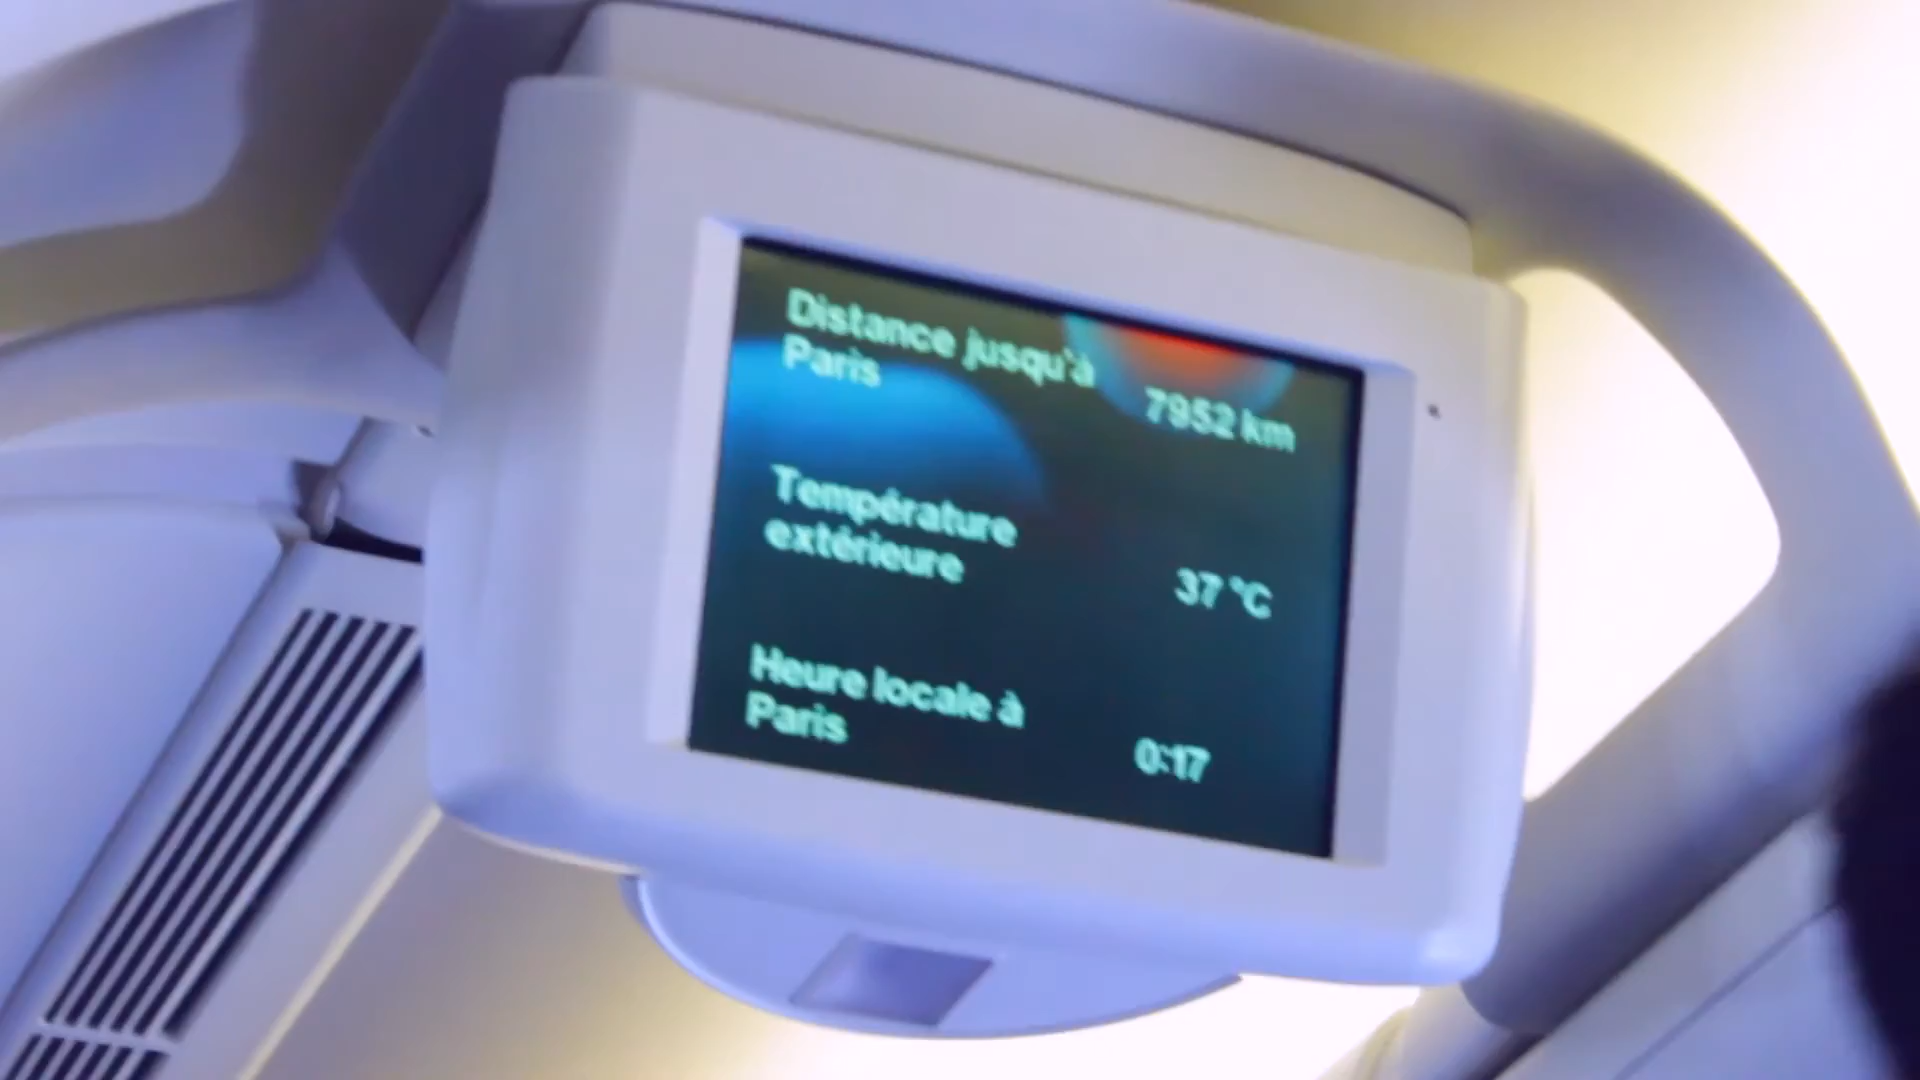 Distance jusqu'à
Paris
7952 km
Température
extérieure
37 °C
Heure locale à
Paris
0:17